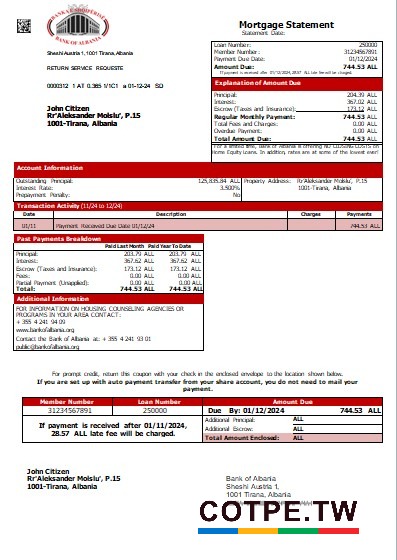 BANKA E SHQIPERISE
BANK OF ALBANIA
Mortgage Statement
Statement Date:
Sheshi Austria 1, 1001 Tirana, Albania
RETURN SERVICE REQUESTE
0000312 1 AT 0.365 1/1C1 a 01-12-24 SO
John Citizen
Rr'Aleksander Moislu', P.15
1001-Tirana, Albania
Loan Number: 250000
Member Number: 31234567891
Payment Due Date: 01/12/2024
Amount Due: 744.53 ALL
If payment is received after 01/11/2024, 28.57 ALL late fee will be charged.
Explanation of Amount Due
Principal: 204.39 ALL
Interest: 367.02 ALL
Escrow (Taxes and Insurance): 173.12 ALL
Regular Monthly Payment: 744.53 ALL
Total Fees and Charges: 0.00 ALL
Overdue Payment: 0.00 ALL
Total Amount Due: 744.53 ALL
For a limited time, Bank of Albania is offering NO CLOSING COSTS on
Home Equity Loans. In addition, rates are at some of the lowest ever!
Account Information
Outstanding Principal: 125,835.84 ALL
Interest Rate: 3.500%
Prepayment Penalty: No
Property Address: Rr'Aleksander Moislu', P.15
1001-Tirana, Albania
Transaction Activity (11/24 to 12/24)
Date Description Charges Payments
01/11 Payment Received Due Date 01/12/24 744.53 ALL
Past Payments Breakdown
Paid Last Month Paid Year To Date
Principal: 203.79 ALL 203.79 ALL
Interest: 367.62 ALL 367.62 ALL
Escrow (Taxes and Insurance): 173.12 ALL 173.12 ALL
Fees: 0.00 ALL 0.00 ALL
Partial Payment (Unapplied): 0.00 ALL 0.00 ALL
Total: 744.53 ALL 744.53 ALL
Additional Information
FOR INFORMATION ON HOUSING COUNSELING AGENCIES OR
PROGRAMS IN YOUR AREA CONTACT:
+ 355 4 241 94 09
www.bankofalbania.org
Contact the Bank of Albania at: + 355 4 241 93 01
public@bankofalbania.org
For prompt credit, return this coupon with your check in the enclosed envelope to the location shown below.
If you are set up with auto payment transfer from your share account, you do not need to mail your
payment.
Member Number Loan Number Amount Due
31234567891 250000 Due By: 01/12/2024 744.53 ALL
If payment is received after 01/11/2024,
28.57 ALL late fee will be charged.
Additional Principal: ALL
Additional Escrow: ALL
Total Amount Enclosed: ALL
John Citizen
Rr'Aleksander Moislu', P.15
1001-Tirana, Albania
Bank of Albania
Sheshi Austria 1,
1001 Tirana, Albania
COTPE.TW